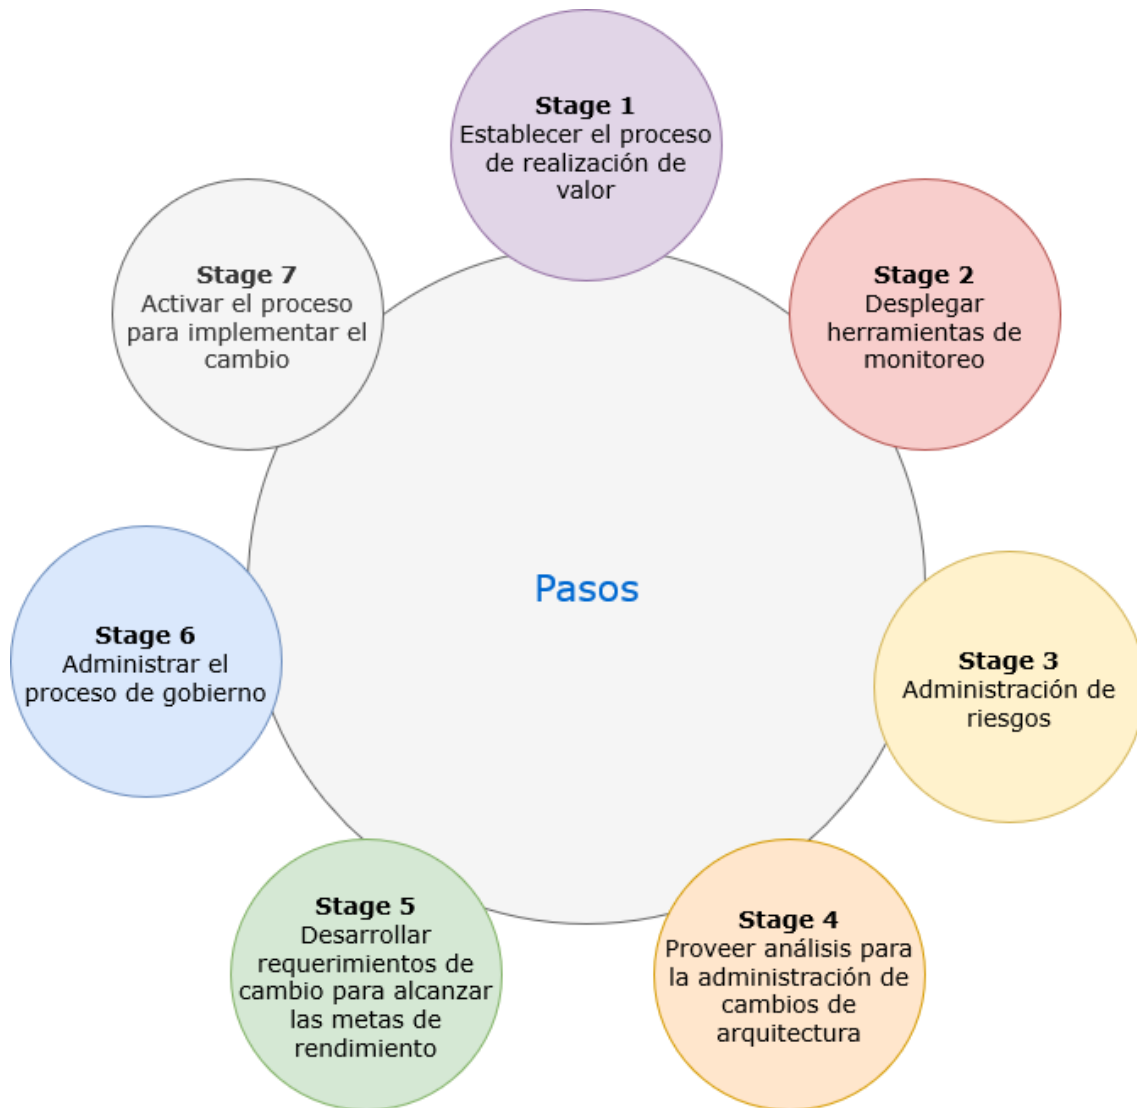 Stage 1
Establecer el proceso
de realización de
valor
Stage 2
Desplegar
herramientas de
monitoreo
Stage 3
Administración de
riesgos
Stage 4
Proveer análisis para
la administración de
cambios de
arquitectura
Stage 5
Desarrollar
requerimientos de
cambio para alcanzar
las metas de
rendimiento
Stage 6
Administrar el
proceso de gobierno
Stage 7
Activar el proceso
para implementar el
cambio
Pasos